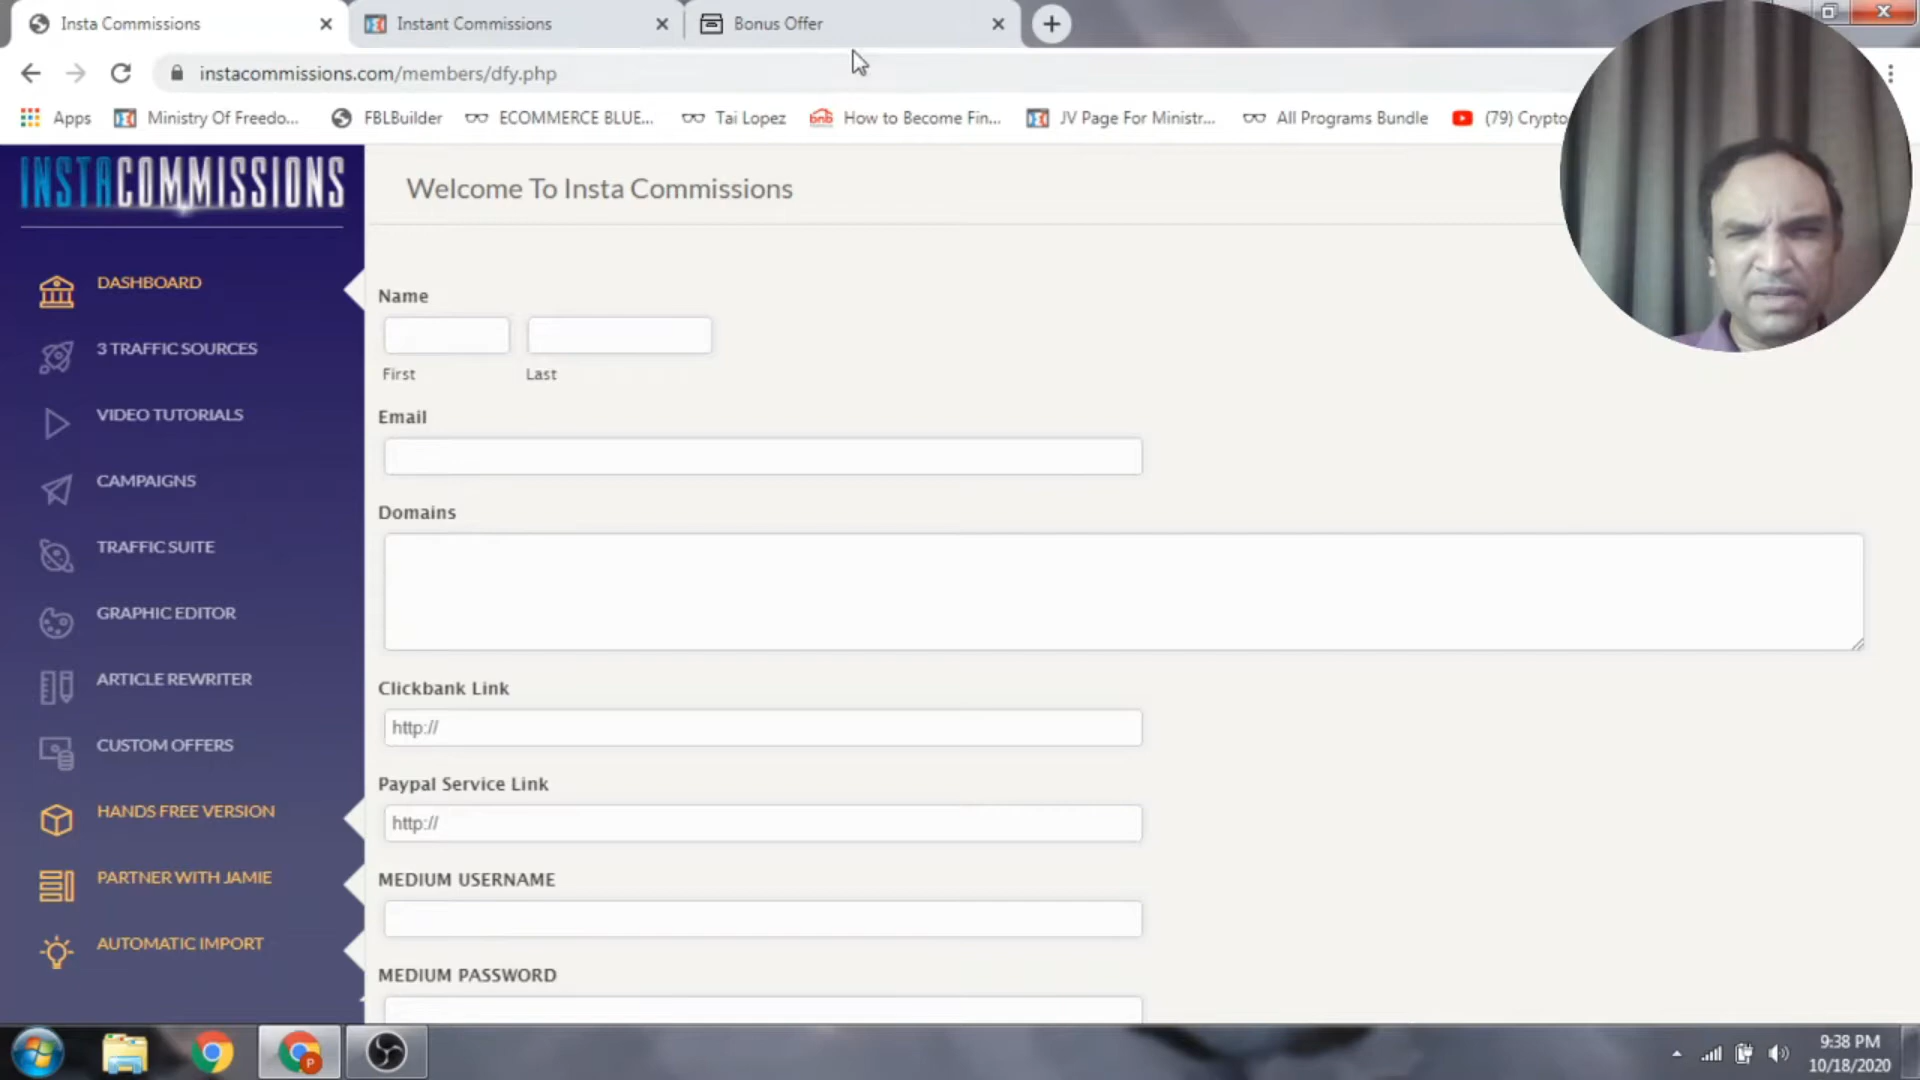 Insta Commissions
Instant Commissions
Bonus Offer
instacommissions.com/members/dfy.php
Apps
Ministry Of Freedo...
FBLBuilder
ECOMMERCE BLUE...
Tai Lopez
bnb
How to Become Fin...
JV Page For Ministr...
All Programs Bundle
(79) Crypto
INSTACOMMISSIONS
Welcome To Insta Commissions
DASHBOARD
3 TRAFFIC SOURCES
VIDEO TUTORIALS
CAMPAIGNS
TRAFFIC SUITE
GRAPHIC EDITOR
ARTICLE REWRITER
CUSTOM OFFERS
HANDS FREE VERSION
PARTNER WITH JAMIE
AUTOMATIC IMPORT
Name
First
Last
Email
Domains
Clickbank Link
http://
Paypal Service Link
http://
MEDIUM USERNAME
MEDIUM PASSWORD
P
9:38 PM
10/18/2020